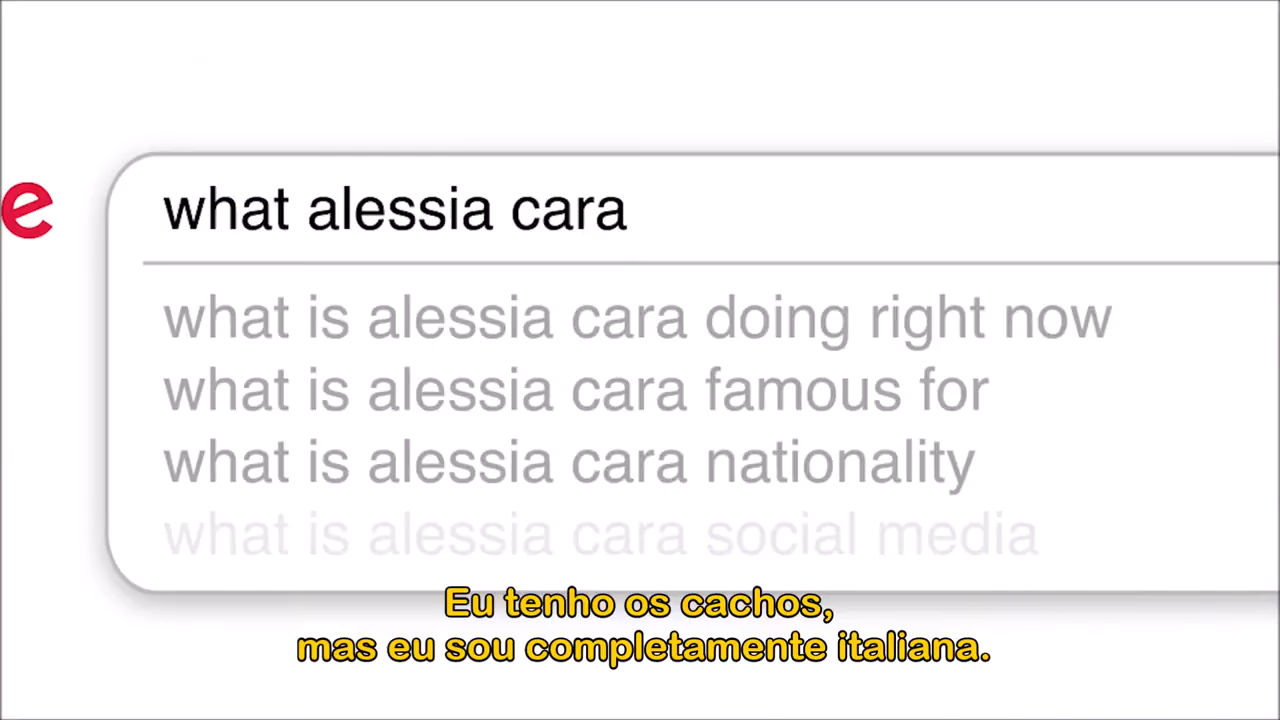 e
what alessia cara
what is alessia cara doing right now
what is alessia cara famous for
what is alessia cara nationality
what is alessia cara social media
Eu tenho os cachos,
mas eu sou completamente italiana.